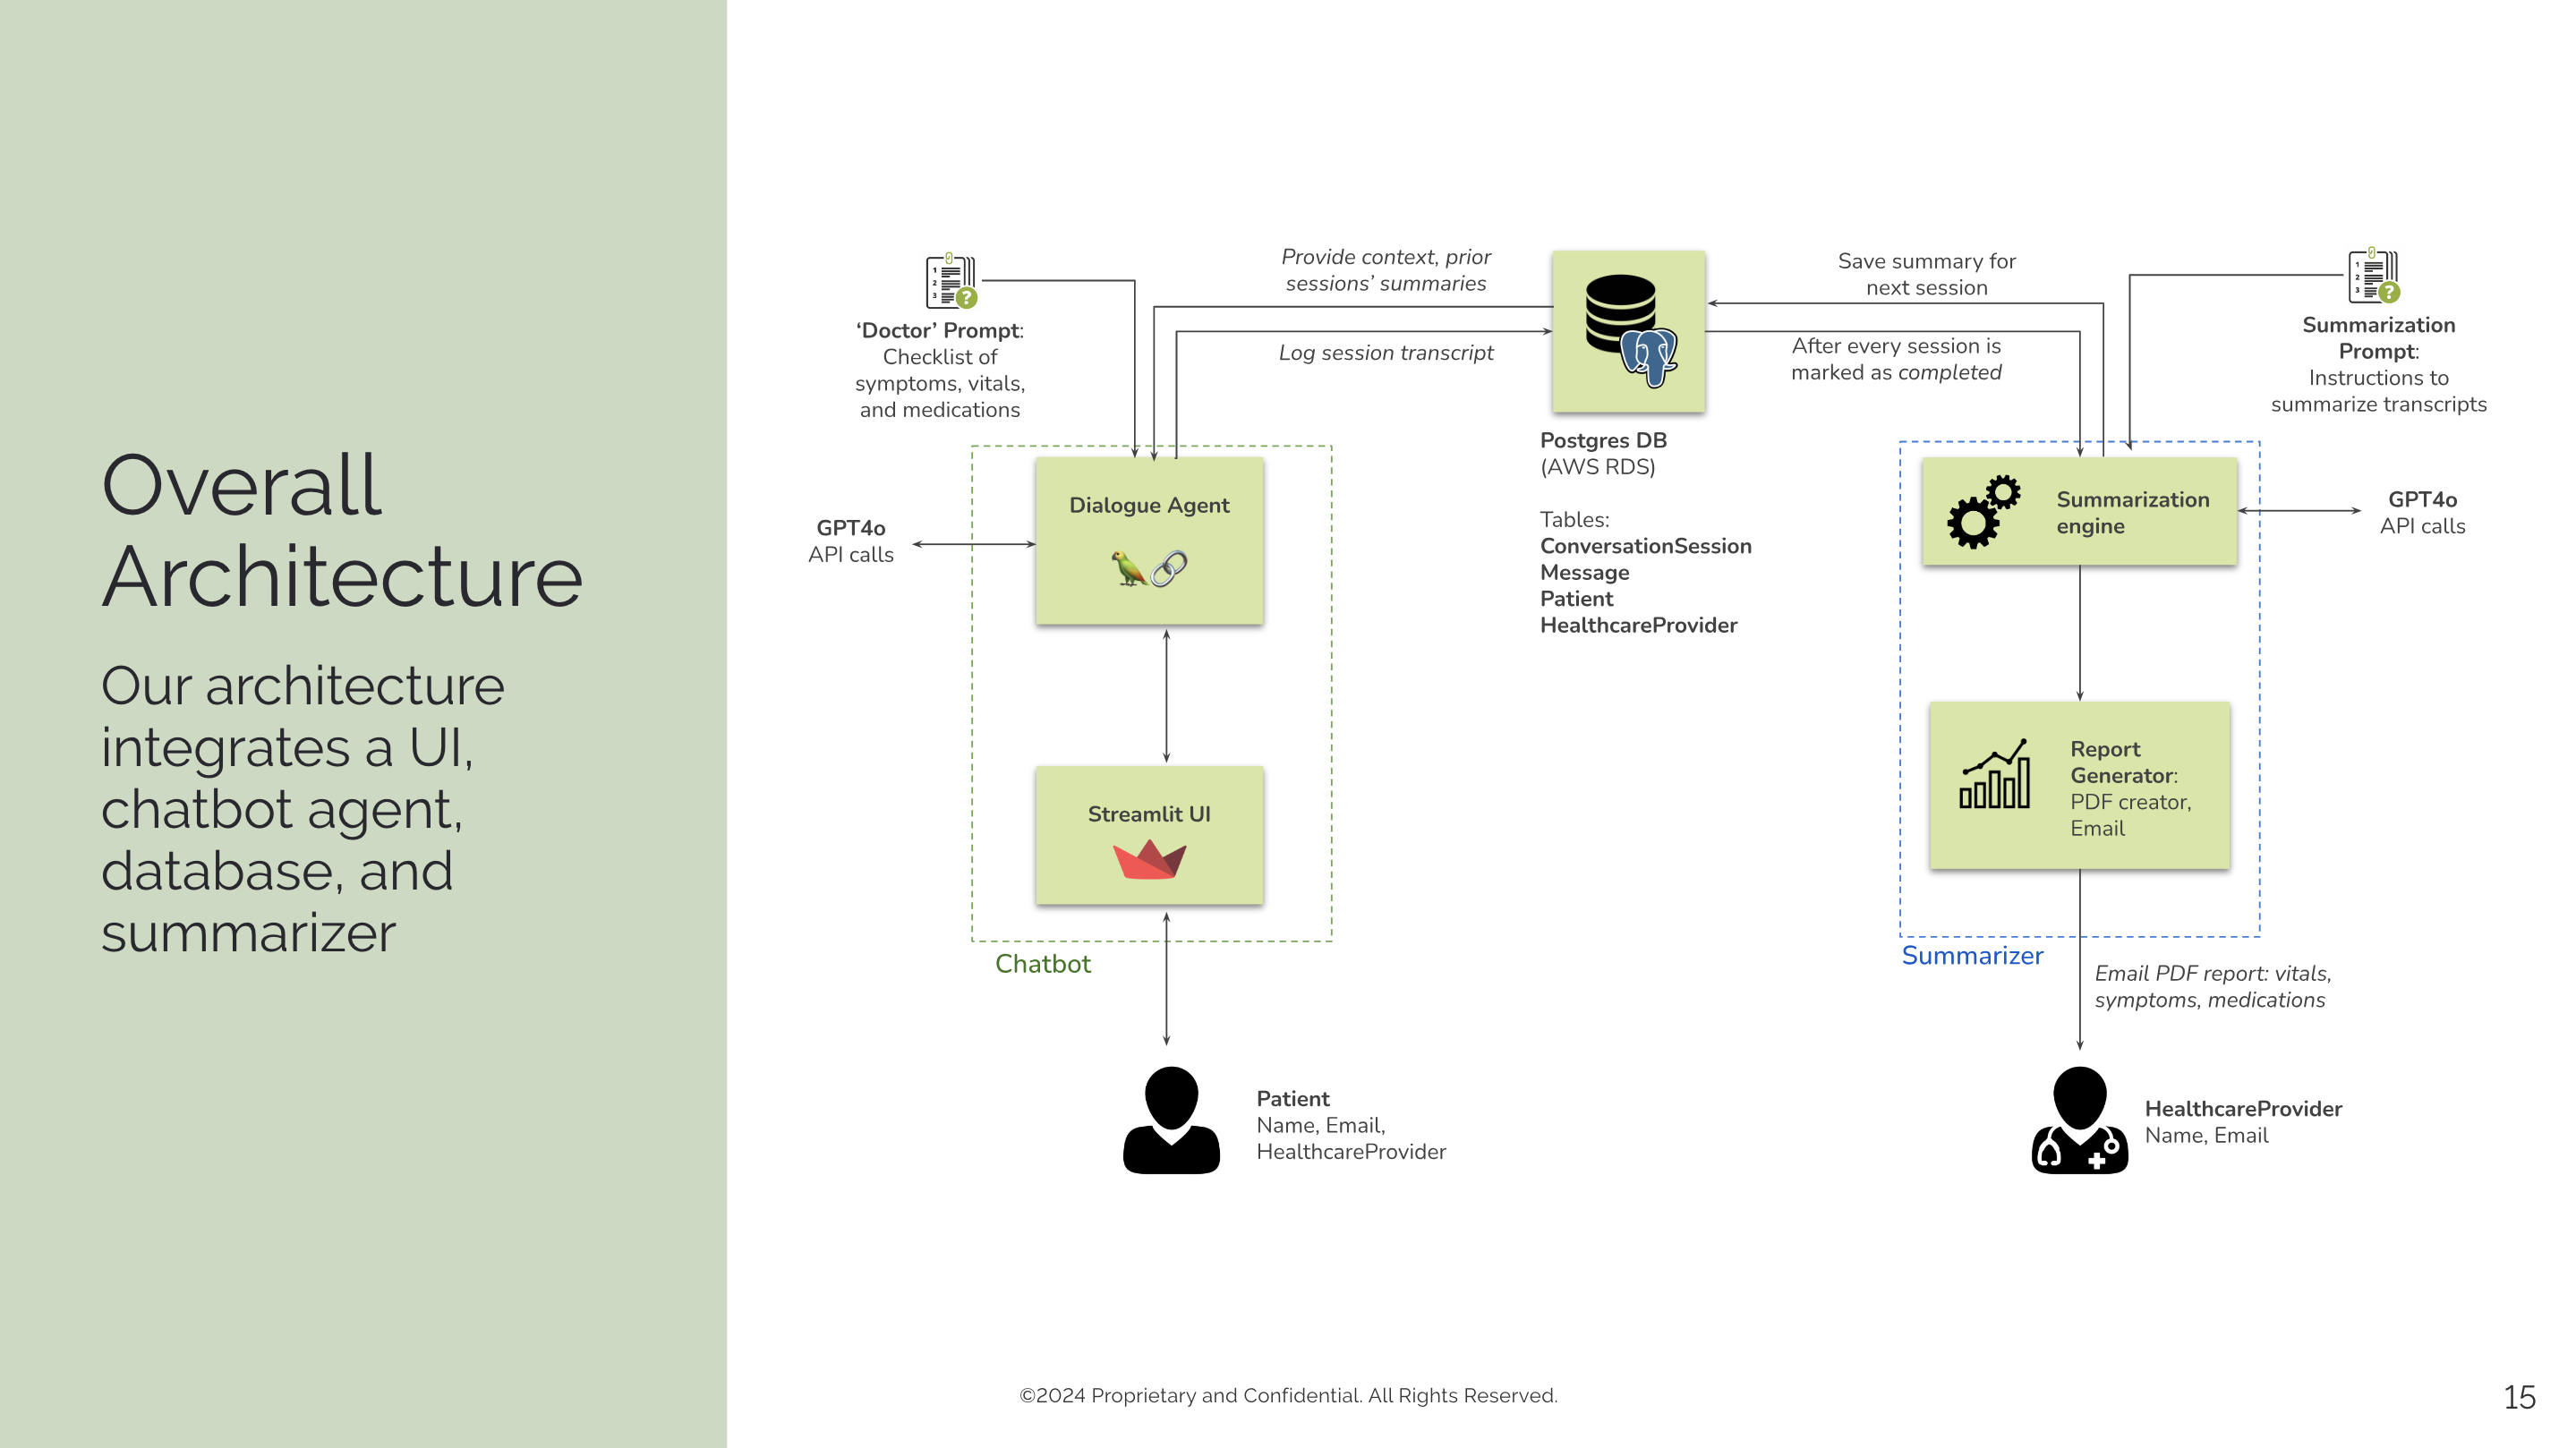 Overall
Architecture
Our architecture
integrates a UI,
chatbot agent,
database, and
summarizer
‘Doctor’ Prompt:
Checklist of
symptoms, vitals,
and medications
Provide context, prior
sessions’ summaries
Log session transcript
Save summary for
next session
After every session is
marked as completed
Summarization
Prompt:
Instructions to
summarize transcripts
GPT4o
API calls
Dialogue Agent
Streamlit UI
Chatbot
Patient
Name, Email,
HealthcareProvider
Postgres DB
(AWS RDS)
Tables:
ConversationSession
Message
Patient
HealthcareProvider
Summarization
engine
GPT4o
API calls
Report
Generator:
PDF creator,
Email
Summarizer
Email PDF report: vitals,
symptoms, medications
HealthcareProvider
Name, Email
©2024 Proprietary and Confidential. All Rights Reserved.
15